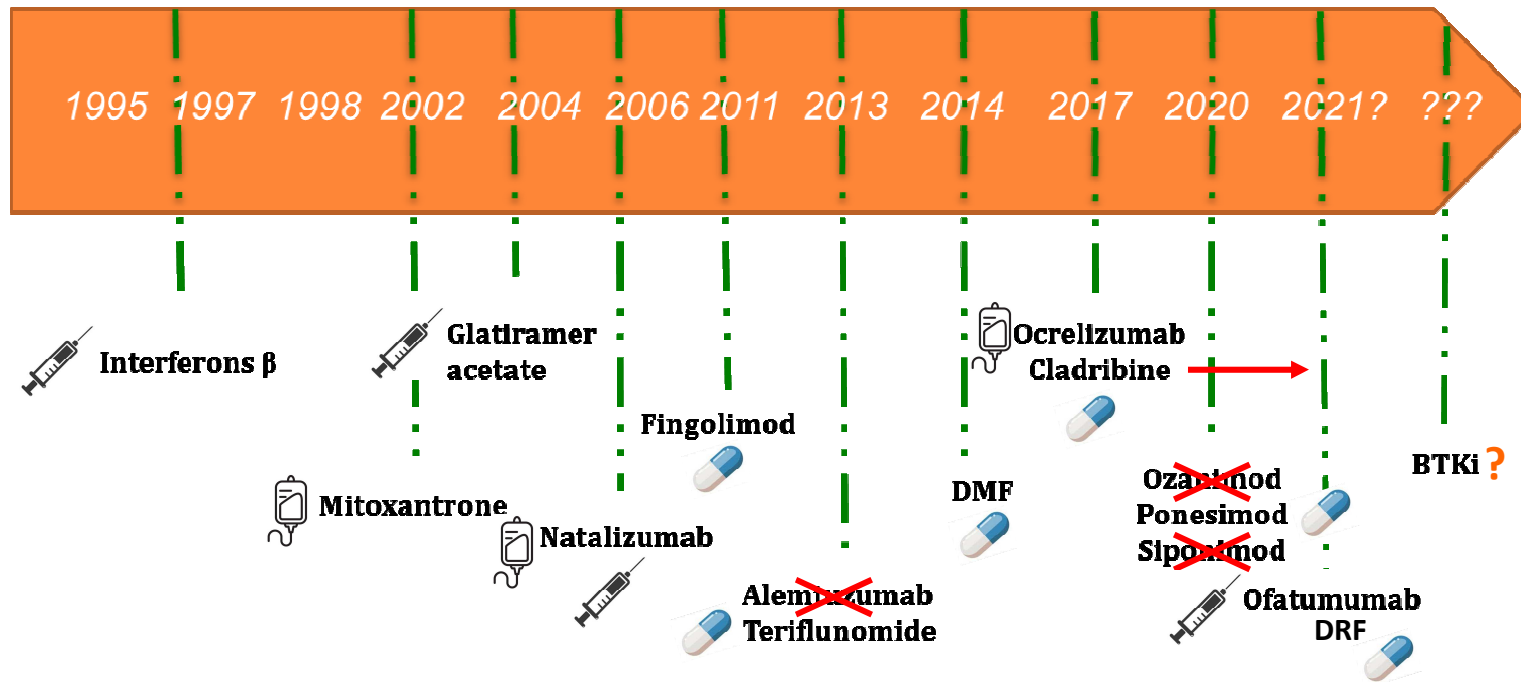 1995 1997 1998 2002 2004 2006 2011 2013 2014 2017 2020 2021? ???
Interferons β
Glatiramer
acetate
Mitoxantrone
Natalizumab
Fingolimod
Alemtuzumab
Teriflunomide
DMF
Ocrelizumab
Cladribine
Ozanimod
Ponesimod
Siponimod
Ofatumumab
DRF
BTKi ?